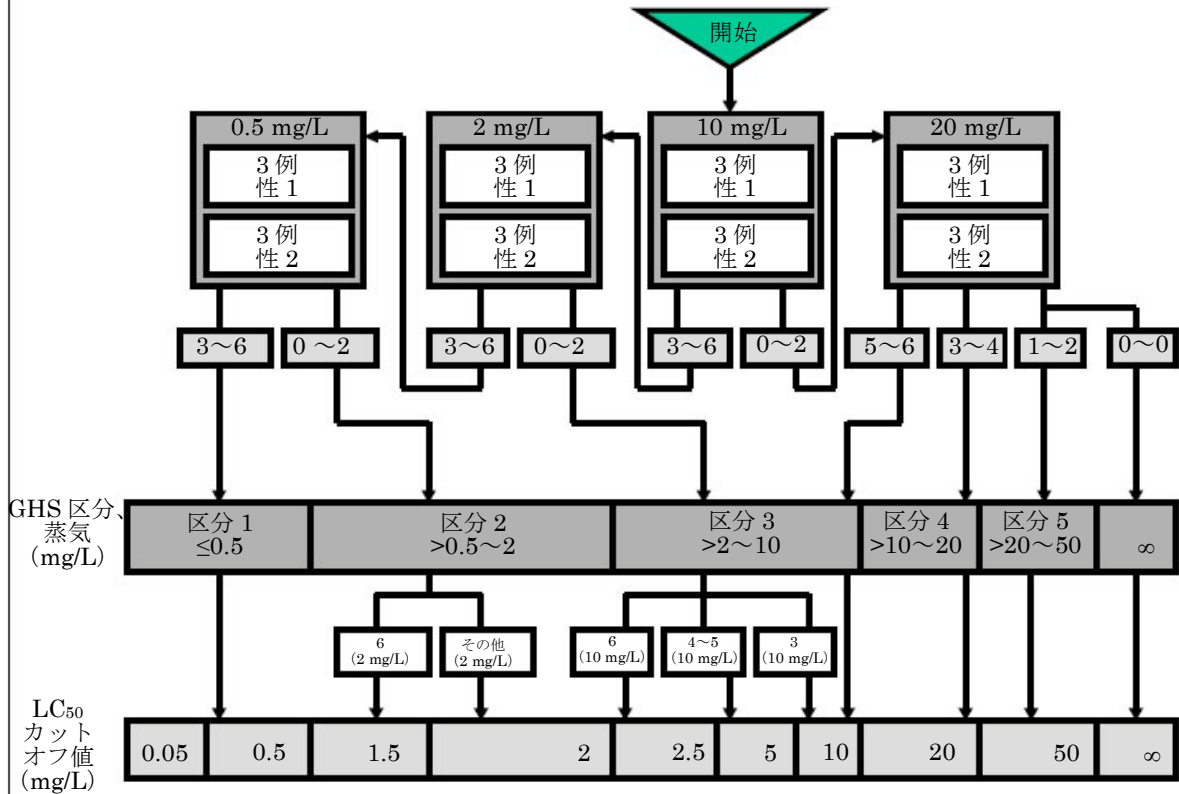 開始
0.5 mg/L
3 例
性 1
3 例
性 2
2 mg/L
3 例
性 1
3 例
性 2
10 mg/L
3 例
性 1
3 例
性 2
20 mg/L
3 例
性 1
3 例
性 2
3〜6
0 〜2
3〜6
0〜2
3〜6
0〜2
5〜6
3〜4
1〜2
0〜0
GHS 区分、
蒸気
(mg/L)
区分 1
≤0.5
区分 2
>0.5〜2
区分 3
>2〜10
区分 4
>10〜20
区分 5
>20〜50
∞
6
(2 mg/L)
その他
(2 mg/L)
6
(10 mg/L)
4〜5
(10 mg/L)
3
(10 mg/L)
LC₅₀
カット
オフ値
(mg/L)
0.05
0.5
1.5
2
2.5
5
10
20
50
∞